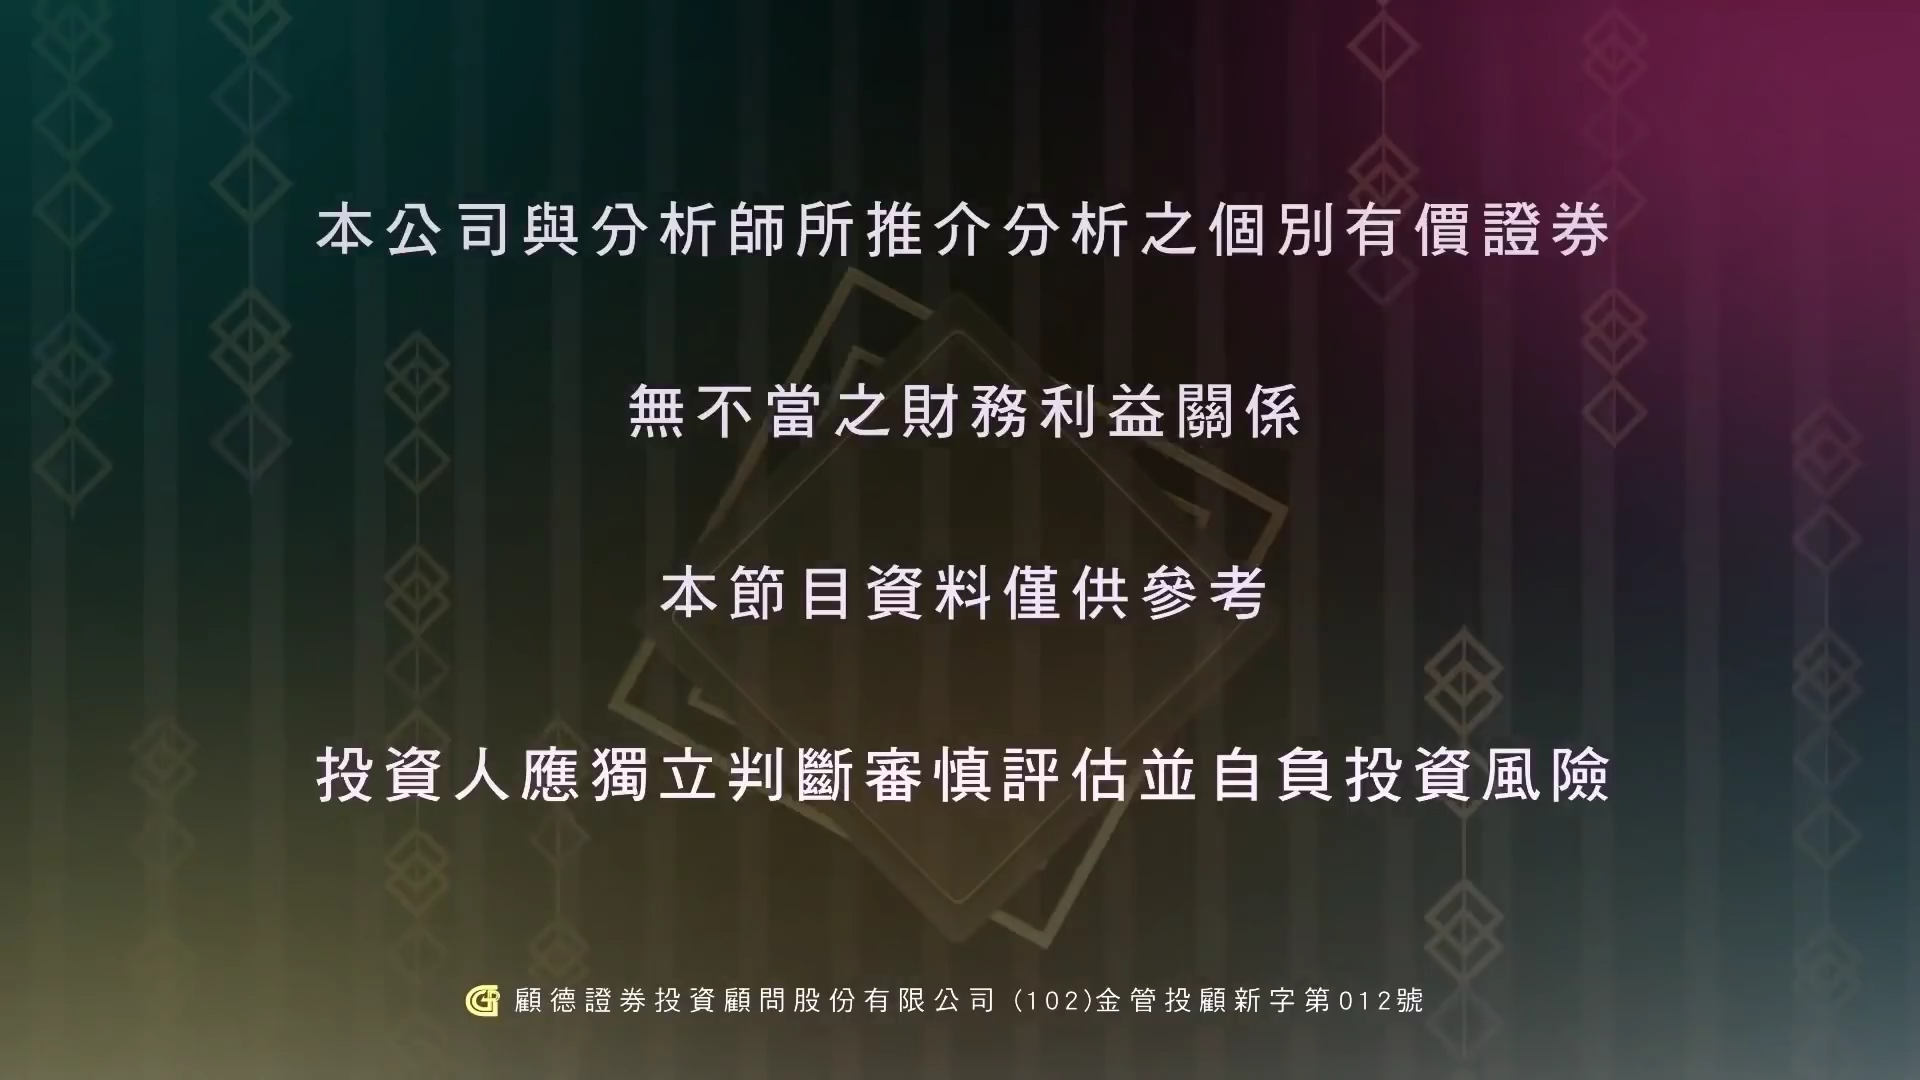 本公司與分析師所推介分析之個別有價證券
無不當之財務利益關係
本節目資料僅供參考
投資人應獨立判斷審慎評估並自負投資風險
顧德證券投資顧問股份有限公司 (102)金管投顧新字第012號